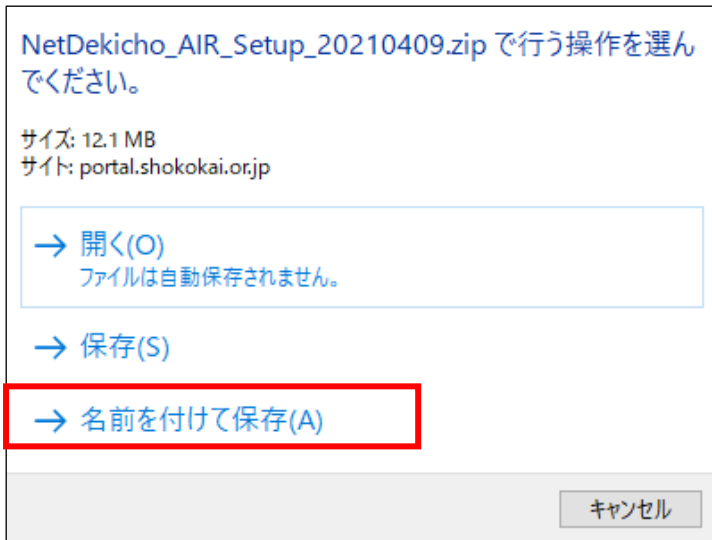 NetDekicho_AIR_Setup_20210409.zip で行う操作を選ん
でください。
サイズ: 12.1 MB
サイト: portal.shokokai.or.jp
→ 開く(O)
ファイルは自動保存されません。
→ 保存(S)
→ 名前を付けて保存(A)
キャンセル